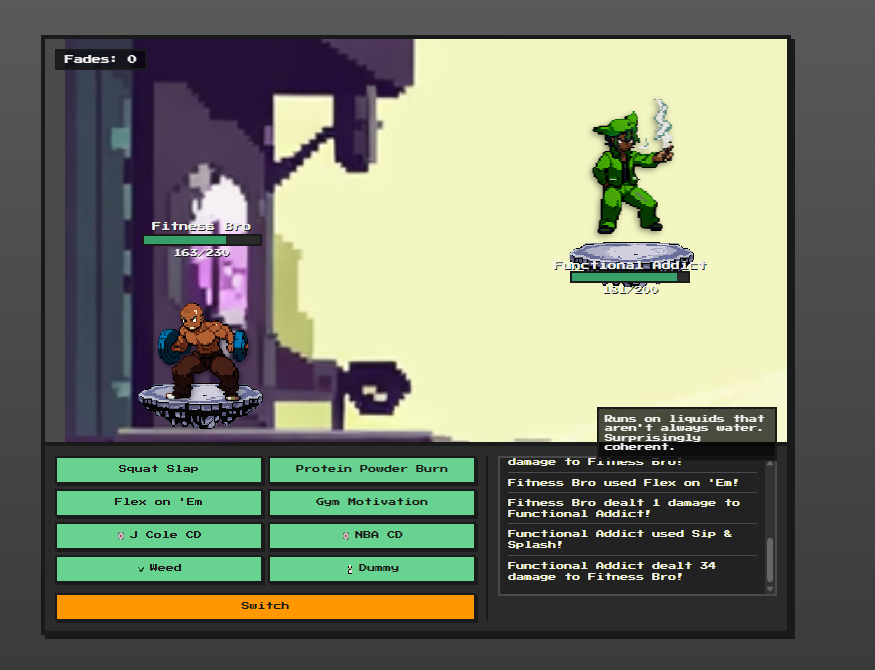 Fades: 0
Fitness Bro
163/230
Functional Addict
181/200
Runs on liquids that
aren't always water.
Surprisingly
coherent.
Squat Slap
Protein Powder Burn
Flex on 'Em
Gym Motivation
J Cole CD
NBA CD
Weed
Dummy
Switch
damage to Fitness Bro!
Fitness Bro used Flex on 'Em!
Fitness Bro dealt 1 damage to
Functional Addict!
Functional Addict used Sip &
Splash!
Functional Addict dealt 34
damage to Fitness Bro!